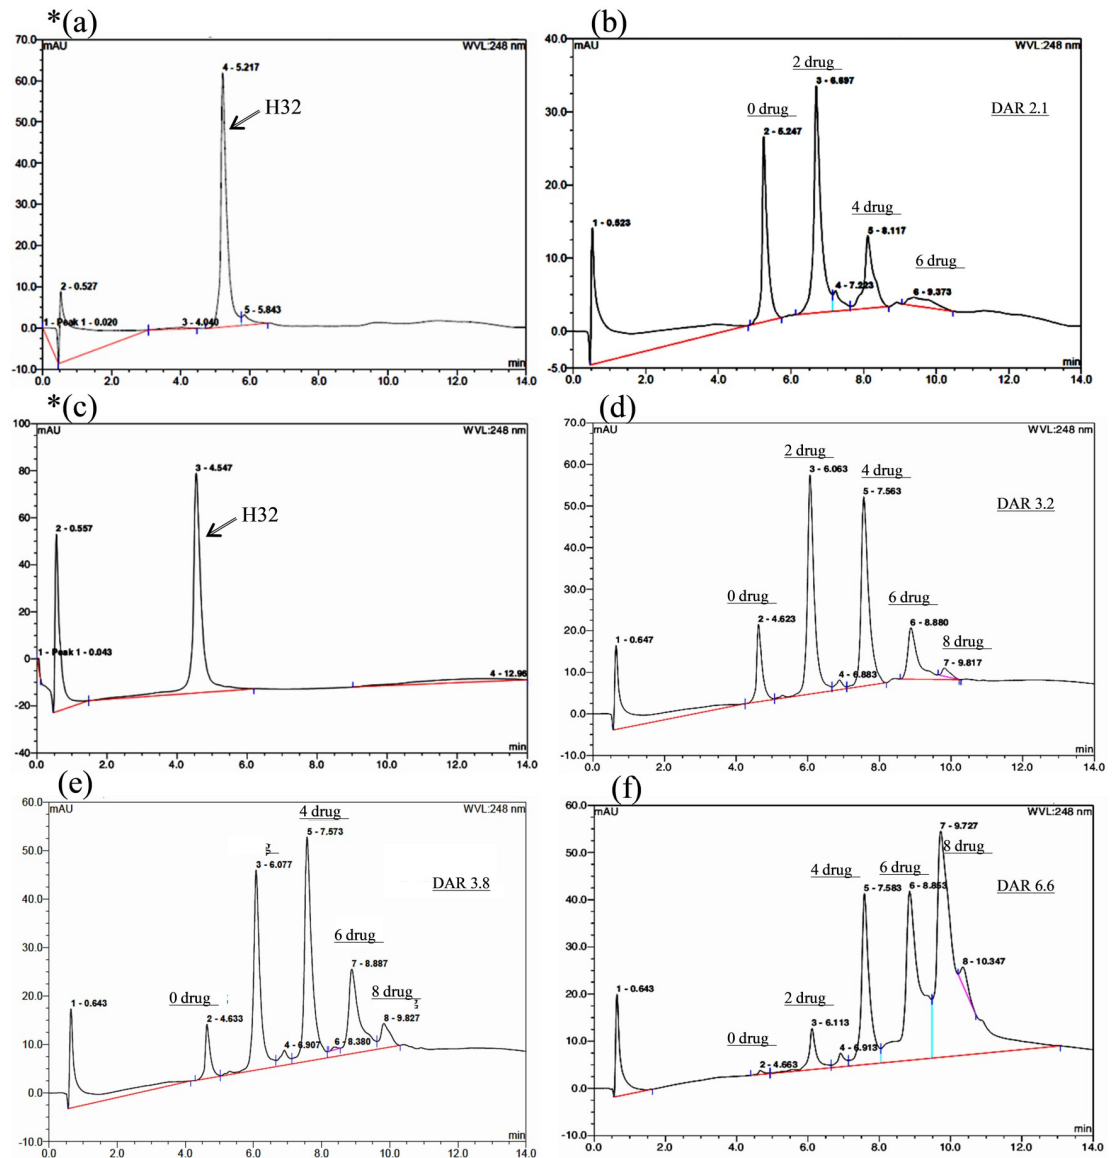 *(a)
70.0
mAU
WVL:248 nm
4 - 5.217
60.0
H32
50.0
40.0
30.0
20.0
10.0
2 - 0.527
5 - 5.843
1 - Peak 1 - 0.020
3 - 4.040
0.0
-10.0
min
0.0
2.0
4.0
6.0
8.0
10.0
12.0
14.0
(b)
40.0
mAU
WVL:248 nm
2 drug
3 - 6.697
30.0
0 drug
DAR 2.1
2 - 5.247
20.0
4 drug
1 - 0.523
5 - 8.117
6 drug
10.0
4 - 7.223
6 - 9.373
0.0
-5.0
min
0.0
2.0
4.0
6.0
8.0
10.0
12.0
14.0
*(c)
100
mAU
WVL:248 nm
3 - 4.547
80
H32
60
2 - 0.557
40
20
1 - Peak 1 - 0.043
0
4 - 12.96
-20
-40
min
0.0
2.0
4.0
6.0
8.0
10.0
12.0
14.0
(d)
70.0
mAU
WVL:248 nm
2 drug
60.0
3 - 6.063
4 drug
5 - 7.563
DAR 3.2
50.0
40.0
30.0
0 drug
6 drug
2 - 4.623
6 - 8.880
20.0
1 - 0.647
8 drug
7 - 9.817
10.0
4 - 6.883
0.0
-10.0
min
0.0
2.0
4.0
6.0
8.0
10.0
12.0
14.0
(e)
60.0
mAU
WVL:248 nm
4 drug
5 - 7.573
50.0
3 - 6.077
DAR 3.8
40.0
30.0
6 drug
7 - 8.887
20.0
0 drug
8 drug
1 - 0.643
2 - 4.633
8 - 9.827
10.0
4 - 6.907
6 - 8.380
0.0
-10.0
min
0.0
2.0
4.0
6.0
8.0
10.0
12.0
14.0
(f)
60.0
mAU
WVL:248 nm
7 - 9.727
8 drug
50.0
4 drug
6 drug
DAR 6.6
5 - 7.583
6 - 8.853
40.0
30.0
8 - 10.347
1 - 0.643
2 drug
20.0
3 - 6.113
0 drug
10.0
4 - 6.913
2 - 4.663
0.0
-10.0
min
0.0
2.0
4.0
6.0
8.0
10.0
12.0
14.0